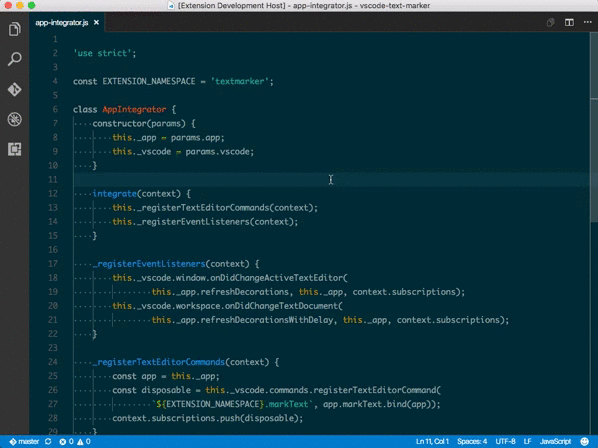 [Extension Development Host] - app-integrator.js - vscode-text-marker
app-integrator.js ×
1
2 'use strict';
3
4 const EXTENSION_NAMESPACE = 'textmarker';
5
6 class AppIntegrator {
7 constructor(params) {
8 this._app = params.app;
9 this._vscode = params.vscode;
10 }
11
12 integrate(context) {
13 this._registerTextEditorCommands(context);
14 this._registerEventListeners(context);
15 }
16
17 _registerEventListeners(context) {
18 this._vscode.window.onDidChangeActiveTextEditor(
19 this._app.refreshDecorations, this._app, context.subscriptions);
20 this._vscode.workspace.onDidChangeTextDocument(
21 this._app.refreshDecorationsWithDelay, this._app, context.subscriptions);
22 }
23
24 _registerTextEditorCommands(context) {
25 const app = this._app;
26 const disposable = this._vscode.commands.registerTextEditorCommand(
27 `${EXTENSION_NAMESPACE}.markText`, app.markText.bind(app));
28 context.subscriptions.push(disposable);
29 }
master 0 0 Ln 11, Col 1 Spaces: 4 UTF-8 LF JavaScript